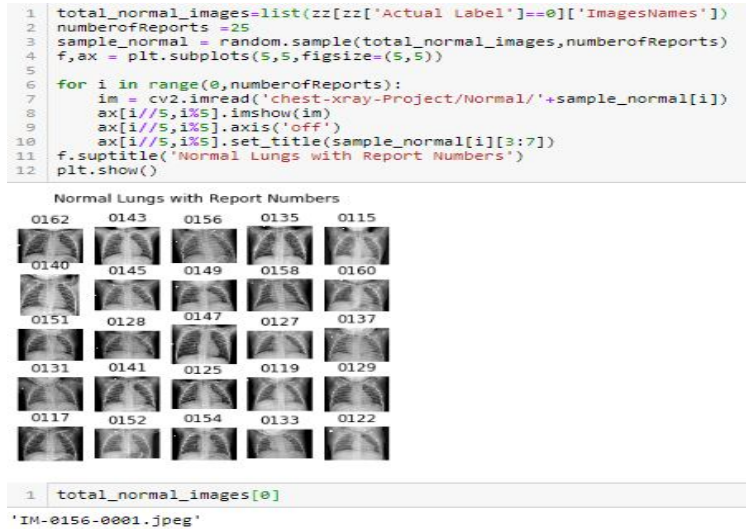 1 total_normal_images=list(zz[zz['Actual Label']==0]['ImagesNames'])
2 numberofReports =25
3 sample_normal = random.sample(total_normal_images,numberofReports)
4 f,ax = plt.subplots(5,5,figsize=(5,5))
5
6 for i in range(0,numberofReports):
7     im = cv2.imread('chest-xray-Project/Normal/'+sample_normal[i])
8     ax[i//5,i%5].imshow(im)
9     ax[i//5,i%5].axis('off')
10     ax[i//5,i%5].set_title(sample_normal[i][3:7])
11 f.suptitle('Normal Lungs with Report Numbers')
12 plt.show()
Normal Lungs with Report Numbers
0162 0143 0156 0135 0115
0140 0145 0149 0158 0160
0151 0128 0147 0127 0137
0131 0141 0125 0119 0129
0117 0152 0154 0133 0122
1 total_normal_images[0]
'IM-0156-0001.jpeg'